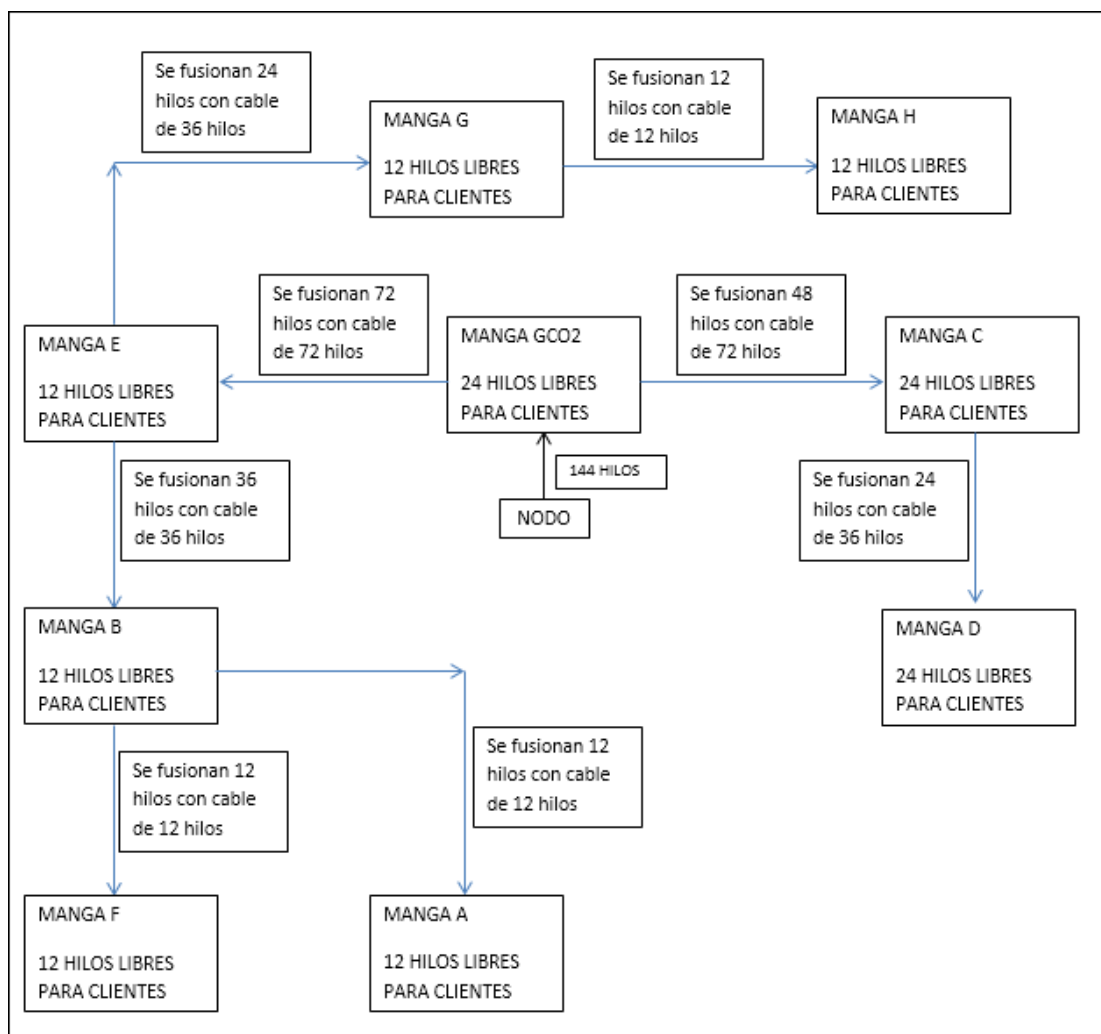 Se fusionan 24
hilos con cable
de 36 hilos
MANGA G
12 HILOS LIBRES
PARA CLIENTES
Se fusionan 12
hilos con cable
de 12 hilos
MANGA H
12 HILOS LIBRES
PARA CLIENTES
MANGA E
12 HILOS LIBRES
PARA CLIENTES
Se fusionan 72
hilos con cable
de 72 hilos
MANGA GCO2
24 HILOS LIBRES
PARA CLIENTES
Se fusionan 48
hilos con cable
de 72 hilos
MANGA C
24 HILOS LIBRES
PARA CLIENTES
Se fusionan 36
hilos con cable
de 36 hilos
144 HILOS
NODO
Se fusionan 24
hilos con cable
de 36 hilos
MANGA B
12 HILOS LIBRES
PARA CLIENTES
MANGA D
24 HILOS LIBRES
PARA CLIENTES
Se fusionan 12
hilos con cable
de 12 hilos
Se fusionan 12
hilos con cable
de 12 hilos
MANGA F
12 HILOS LIBRES
PARA CLIENTES
MANGA A
12 HILOS LIBRES
PARA CLIENTES